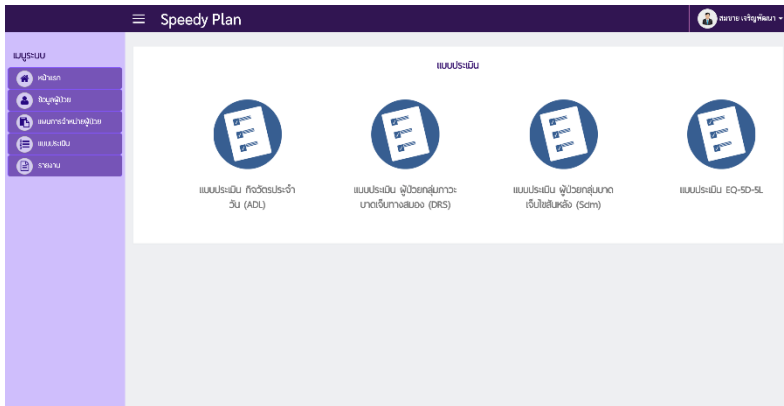 Speedy Plan
สมชาย เจริญพัฒนา
เมนูระบบ
หน้าแรก
ข้อมูลผู้ป่วย
แผนการจำหน่ายผู้ป่วย
แบบประเมิน
รายงาน
แบบประเมิน
แบบประเมิน กิจวัตรประจำ
วัน (ADL)
แบบประเมิน ผู้ป่วยกลุ่มภาวะ
บาดเจ็บทางสมอง (DRS)
แบบประเมิน ผู้ป่วยกลุ่มบาด
เจ็บไขสันหลัง (Scim)
แบบประเมิน EQ-5D-5L